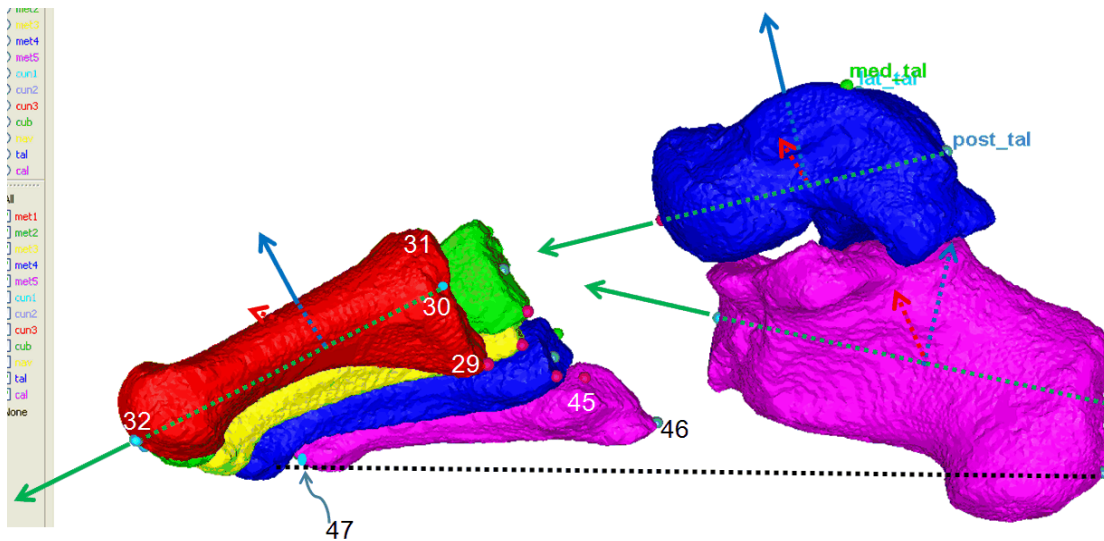 met2
met3
met4
met5
cun1
cun2
cun3
cub
nav
tal
cal
All
met1
met2
met3
met4
met5
cun1
cun2
cun3
cub
nav
tal
cal
None
med_tal
lat_tal
post_tal
31
30
29
32
45
46
47